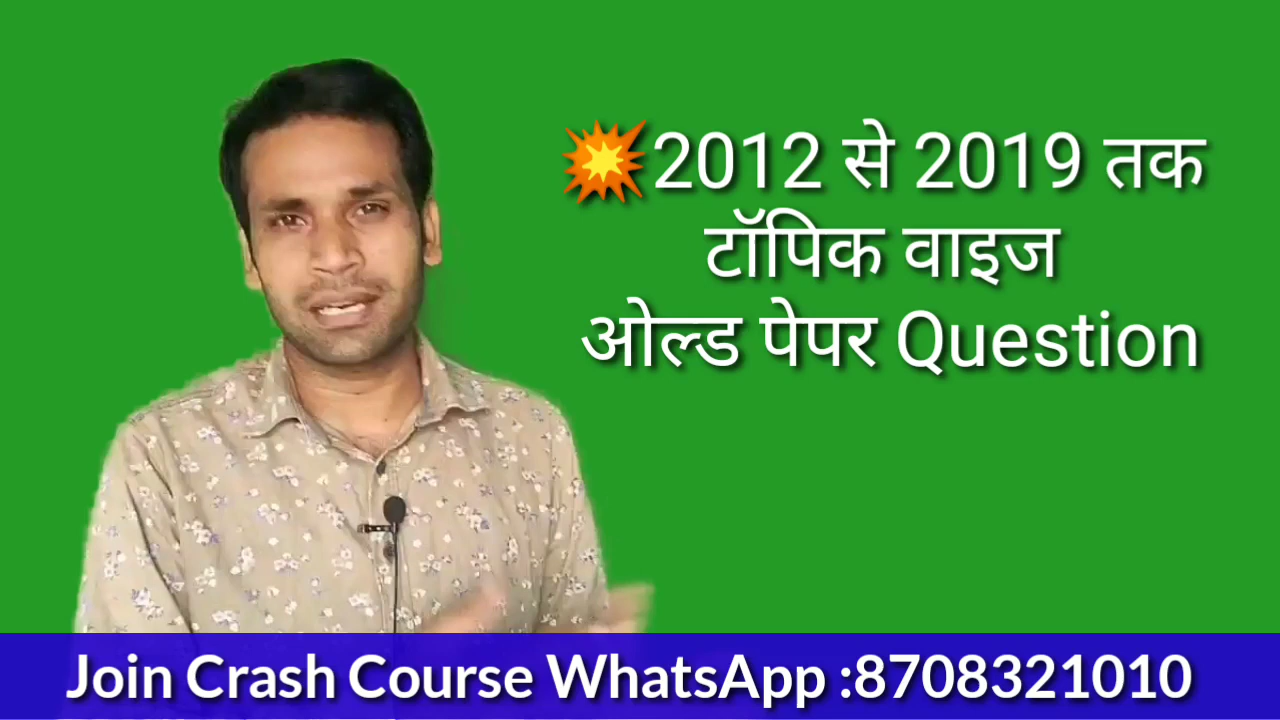 💥2012 से 2019 तक
टॉपिक वाइज
ओल्ड पेपर Question
Join Crash Course WhatsApp :8708321010